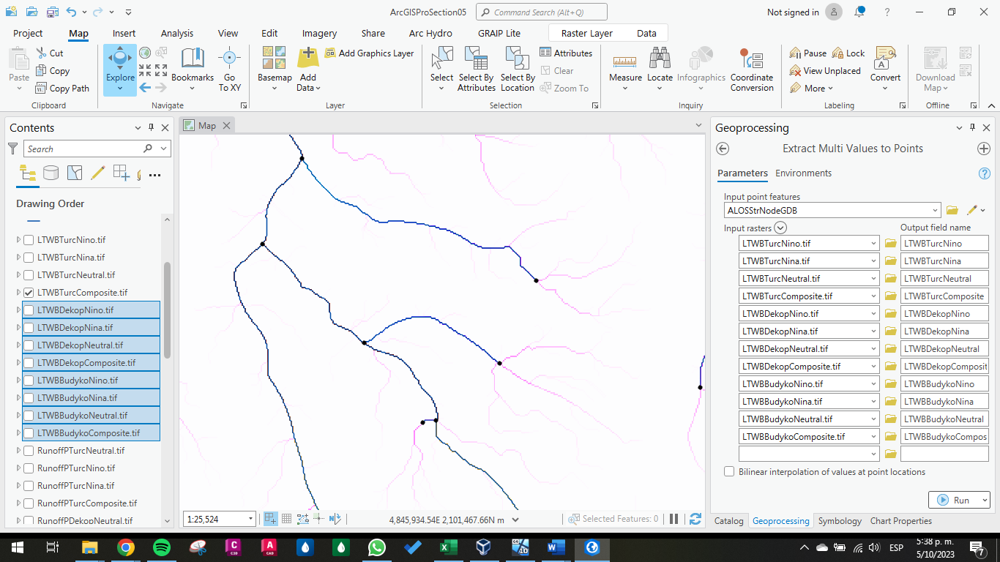 ArcGISProSection05
Command Search (Alt+Q)
Not signed in
?
Project
Map
Insert
Analysis
View
Edit
Imagery
Share
Arc Hydro
GRAIP Lite
Raster Layer
Data
Paste
Cut
Copy
Copy Path
Clipboard
Explore
Bookmarks
Go To XY
Navigate
Basemap
Add Data
Add Graphics Layer
Layer
Select
Select By Attributes
Select By Location
Attributes
Clear
Zoom To
Selection
Measure
Locate
Infographics
Coordinate Conversion
Inquiry
Pause
Lock
View Unplaced
More
Convert
Labeling
Download Map
Offline
Contents
Search
Drawing Order
LTWBTurcNino.tif
LTWBTurcNina.tif
LTWBTurcNeutral.tif
LTWBTurcComposite.tif
LTWBDekopNino.tif
LTWBDekopNina.tif
LTWBDekopNeutral.tif
LTWBDekopComposite.tif
LTWBBudykoNino.tif
LTWBBudykoNina.tif
LTWBBudykoNeutral.tif
LTWBBudykoComposite.tif
RunoffPTurcNeutral.tif
RunoffPTurcNino.tif
RunoffPTurcNina.tif
RunoffPTurcComposite.tif
RunoffPDekopNeutral.tif
Map
1:25,524
4,845,934.54E 2,101,467.66N m
Selected Features: 0
Geoprocessing
Extract Multi Values to Points
Parameters
Environments
?
Input point features
ALOSStrNodeGDB
Input rasters
Output field name
LTWBTurcNino.tif LTWBTurcNino
LTWBTurcNina.tif LTWBTurcNina
LTWBTurcNeutral.tif LTWBTurcNeutral
LTWBTurcComposite.tif LTWBTurcComposite
LTWBDekopNino.tif LTWBDekopNino
LTWBDekopNina.tif LTWBDekopNina
LTWBDekopNeutral.tif LTWBDekopNeutral
LTWBDekopComposite.tif LTWBDekopComposit
LTWBBudykoNino.tif LTWBBudykoNino
LTWBBudykoNina.tif LTWBBudykoNina
LTWBBudykoNeutral.tif LTWBBudykoNeutral
LTWBBudykoComposite.tif LTWBBudykoCompos
Bilinear interpolation of values at point locations
Run
Catalog
Geoprocessing
Symbology
Chart Properties
ESP
5:38 p. m.
5/10/2023
7